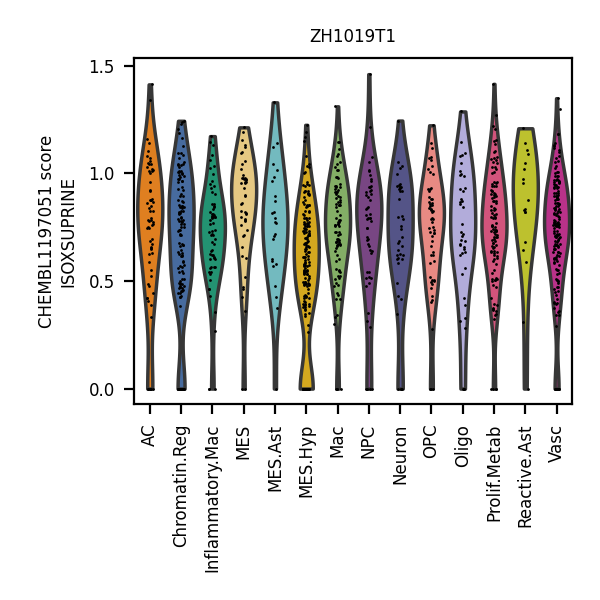 ZH1019T1
CHEMBL1197051 score
ISOXSUPRINE
1.5
1.0
0.5
0.0
AC
Chromatin.Reg
Inflammatory.Mac
MES
MES.Ast
MES.Hyp
Mac
NPC
Neuron
OPC
Oligo
Prolif.Metab
Reactive.Ast
Vasc